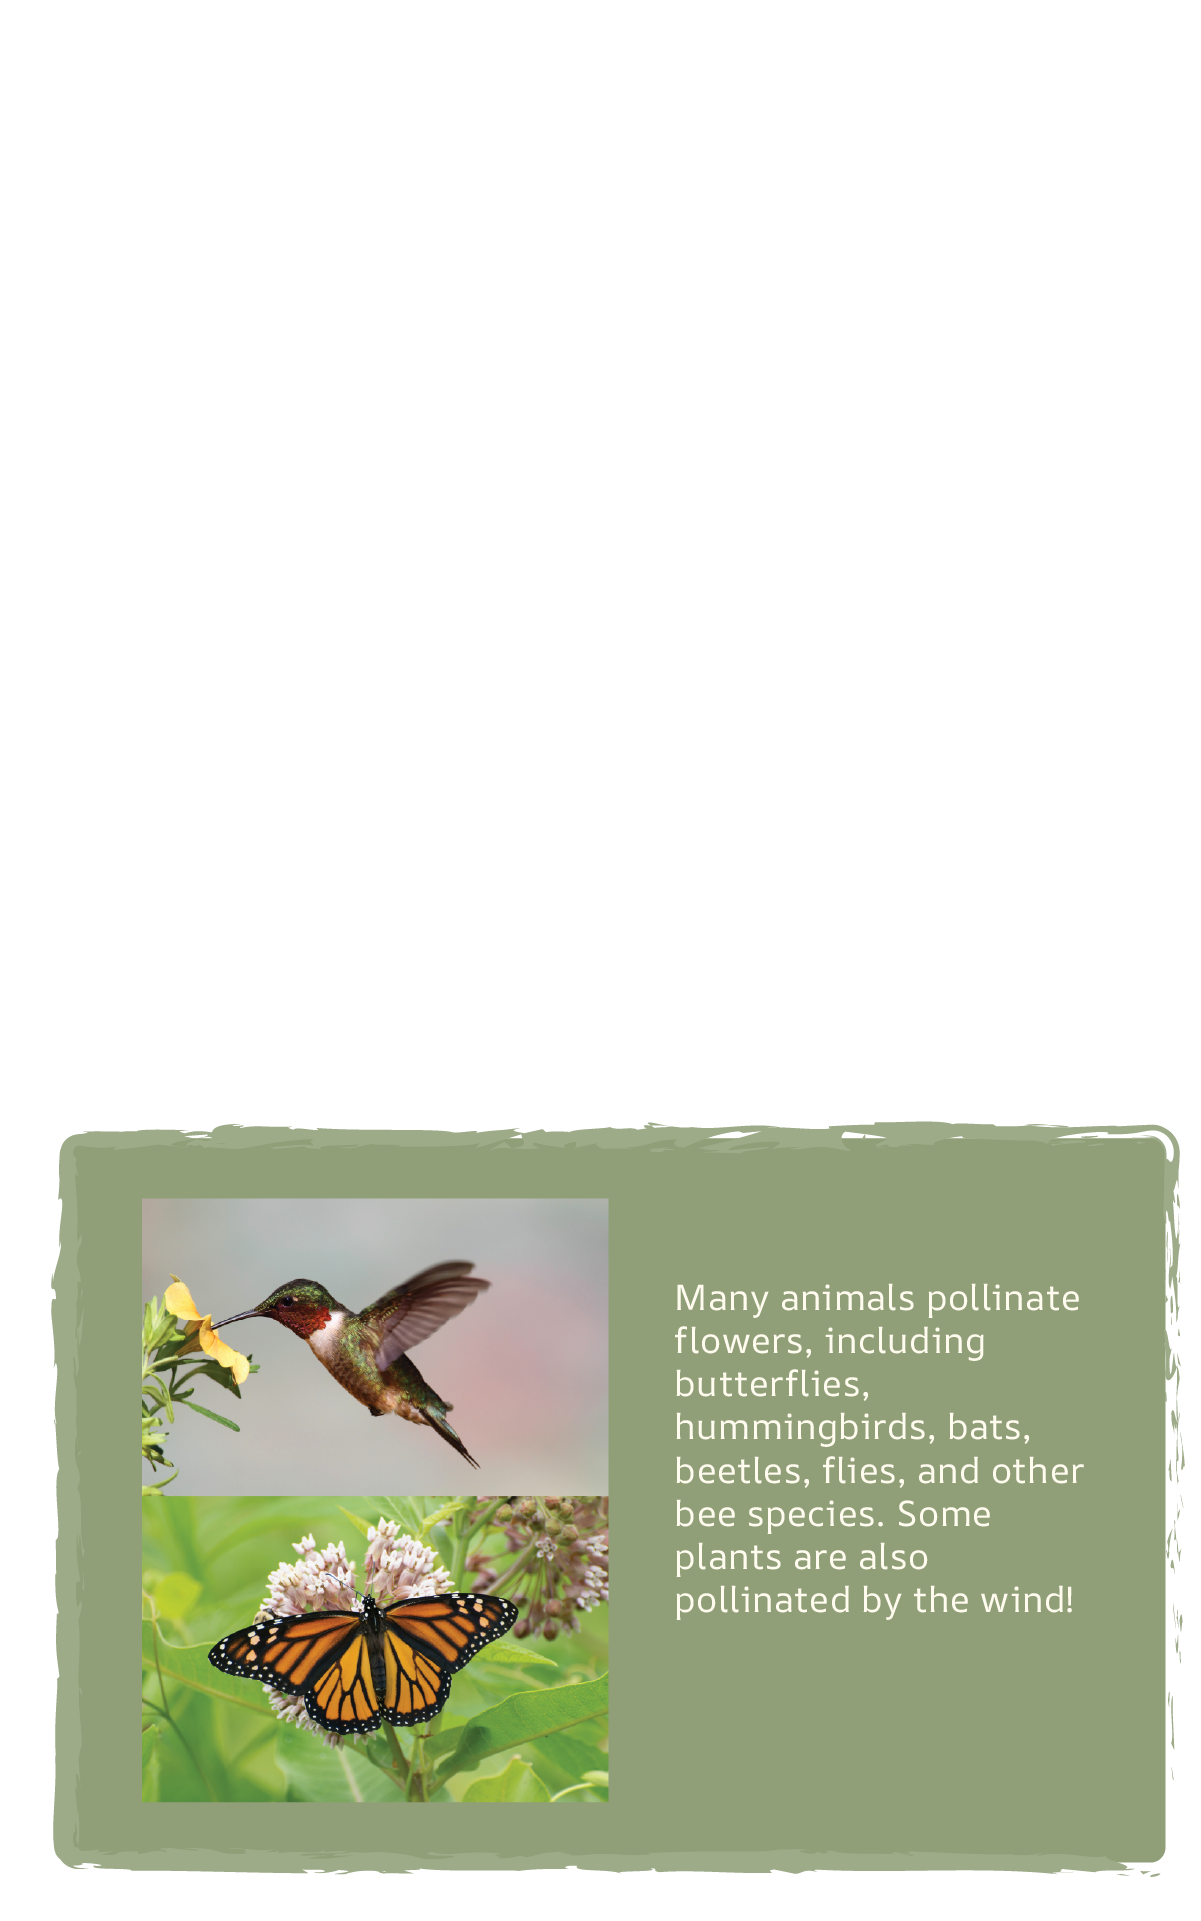 Many animals pollinate
flowers, including
butterflies,
hummingbirds, bats,
beetles, flies, and other
bee species. Some
plants are also
pollinated by the wind!